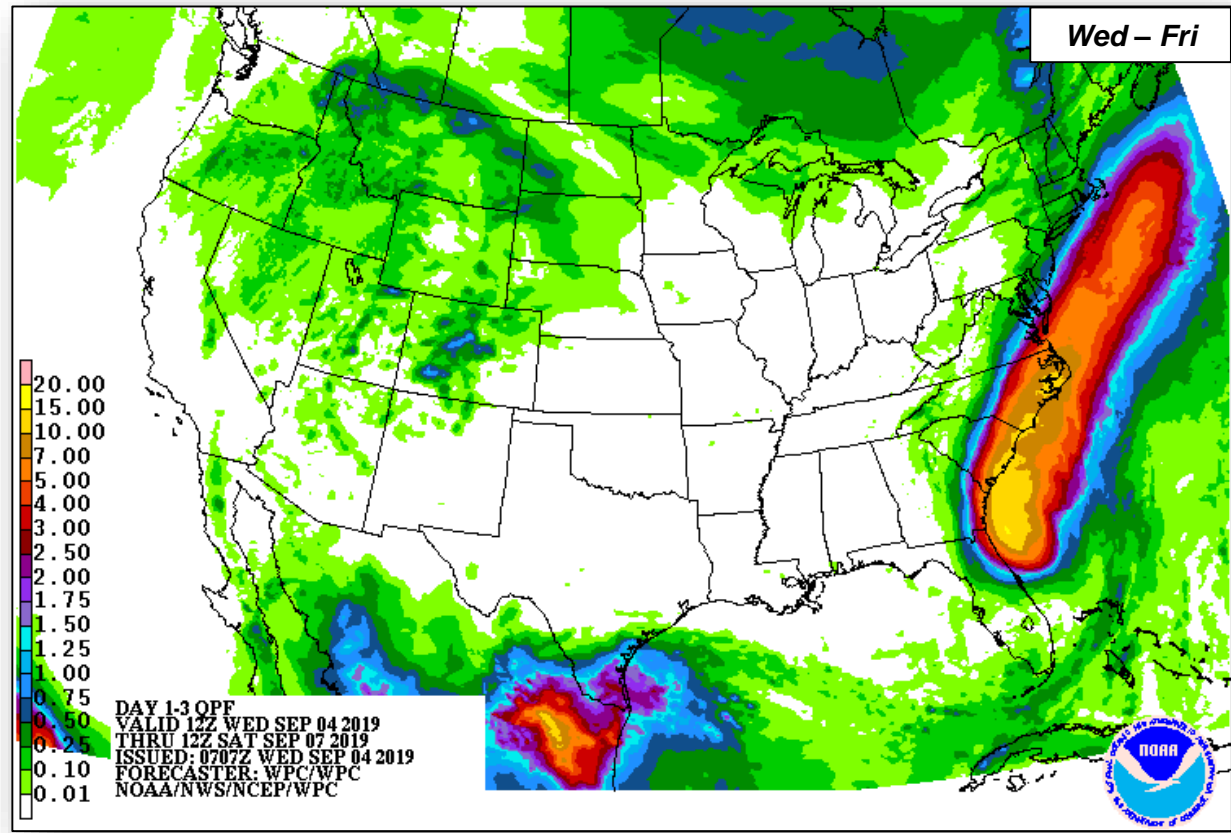 Wed – Fri
20.00
15.00
10.00
7.00
5.00
4.00
3.00
2.50
2.00
1.75
1.50
1.25
1.00
0.75
0.50
0.25
0.10
0.01
DAY 1-3 QPF
VALID 12Z WED SEP 04 2019
THRU 12Z SAT SEP 07 2019
ISSUED: 0707Z WED SEP 04 2019
FORECASTER: WPC/WPC
NOAA/NWS/NCEP/WPC
NOAA